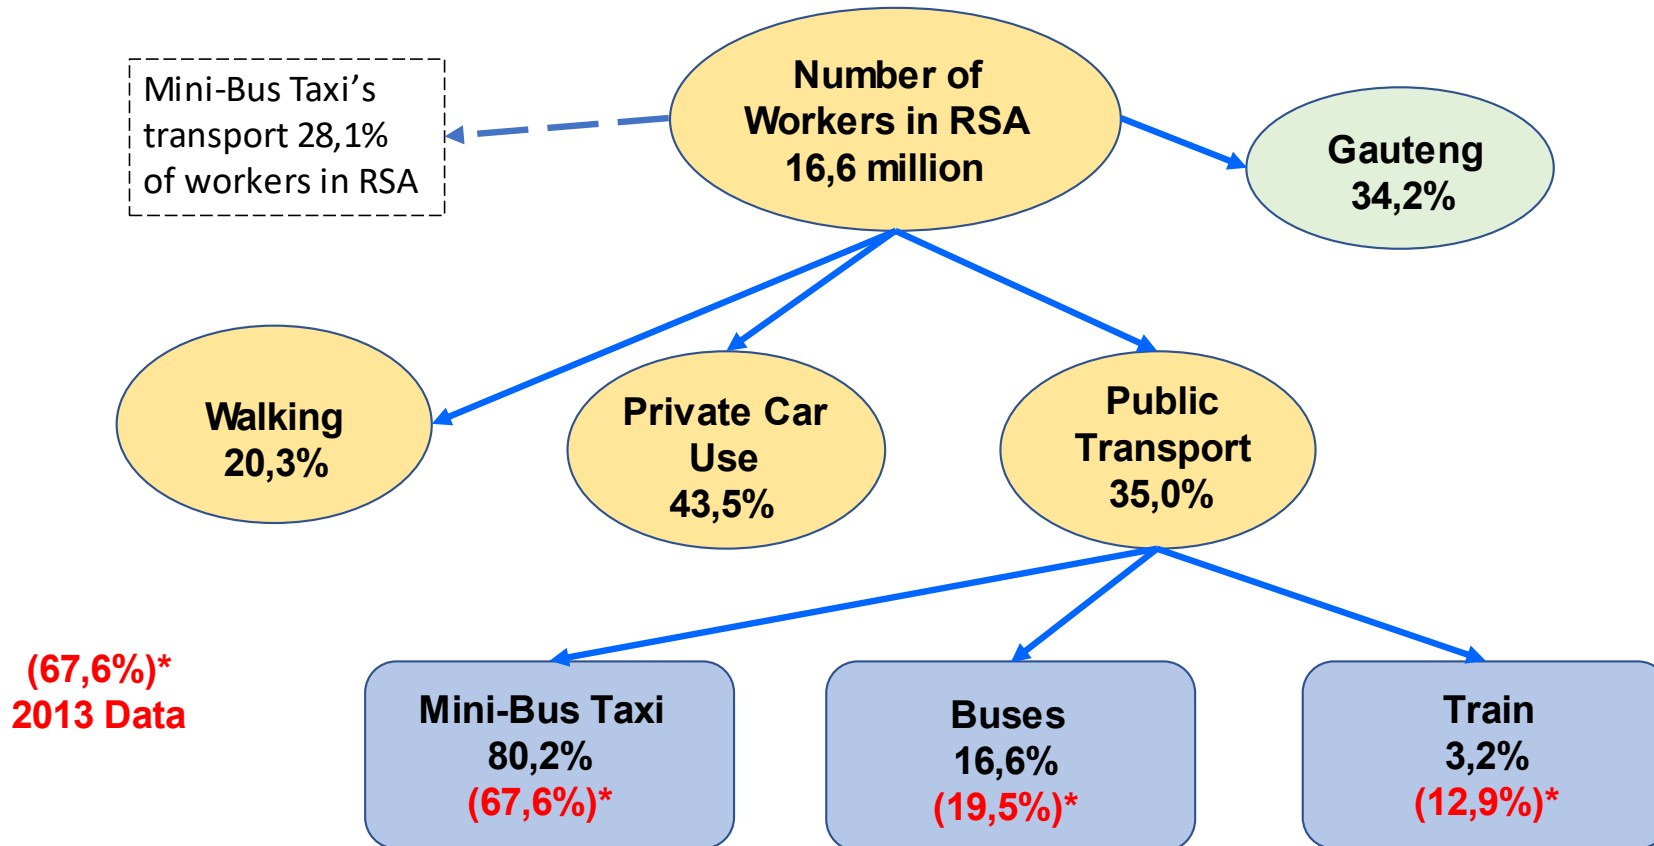 Mini-Bus Taxi’s
transport 28,1%
of workers in RSA
Number of
Workers in RSA
16,6 million
Gauteng
34,2%
Walking
20,3%
Private Car
Use
43,5%
Public
Transport
35,0%
(67,6%)*
2013 Data
Mini-Bus Taxi
80,2%
(67,6%)*
Buses
16,6%
(19,5%)*
Train
3,2%
(12,9%)*